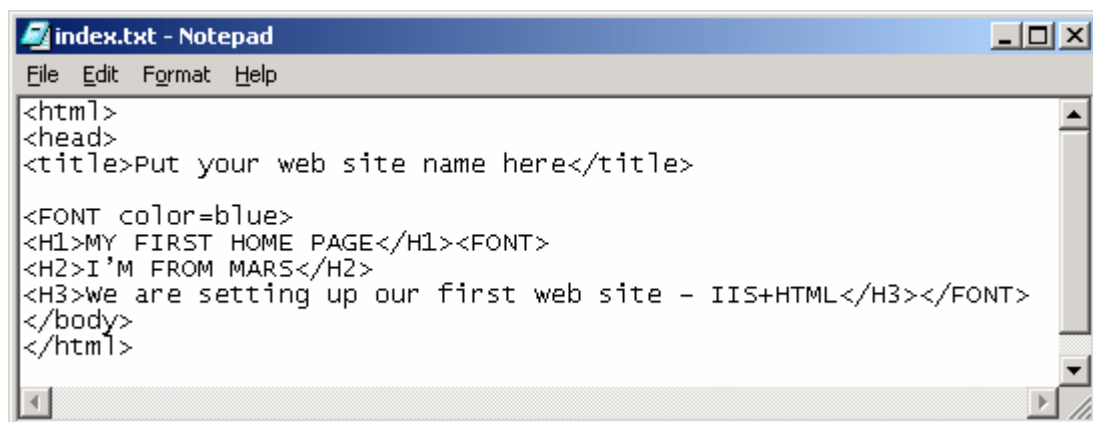 index.txt - Notepad
File Edit Format Help
<html>
<head>
<title>Put your web site name here</title>
<FONT color=blue>
<H1>MY FIRST HOME PAGE</H1><FONT>
<H2>I’M FROM MARS</H2>
<H3>We are setting up our first web site – IIS+HTML</H3></FONT>
</body>
</html>